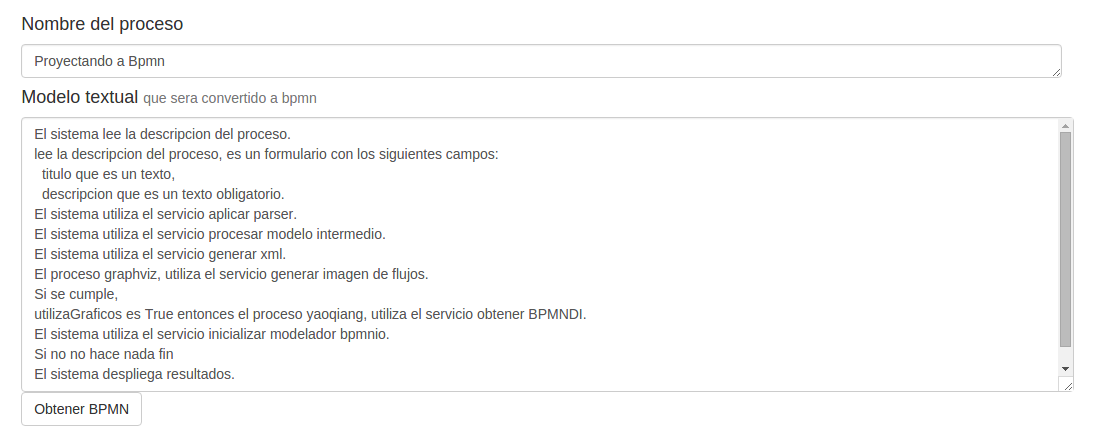 Nombre del proceso
Proyectando a Bpmn
Modelo textual que sera convertido a bpmn
El sistema lee la descripcion del proceso.
lee la descripcion del proceso, es un formulario con los siguientes campos:
titulo que es un texto,
descripcion que es un texto obligatorio.
El sistema utiliza el servicio aplicar parser.
El sistema utiliza el servicio procesar modelo intermedio.
El sistema utiliza el servicio generar xml.
El proceso graphviz, utiliza el servicio generar imagen de flujos.
Si se cumple,
utilizaGraficos es True entonces el proceso yaoqiang, utiliza el servicio obtener BPMNDI.
El sistema utiliza el servicio inicializar modelador bpmnio.
Si no no hace nada fin
El sistema despliega resultados.
Obtener BPMN